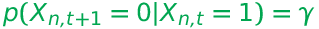 p(X_{n,t+1} = 0|X_{n,t} = 1) = γ